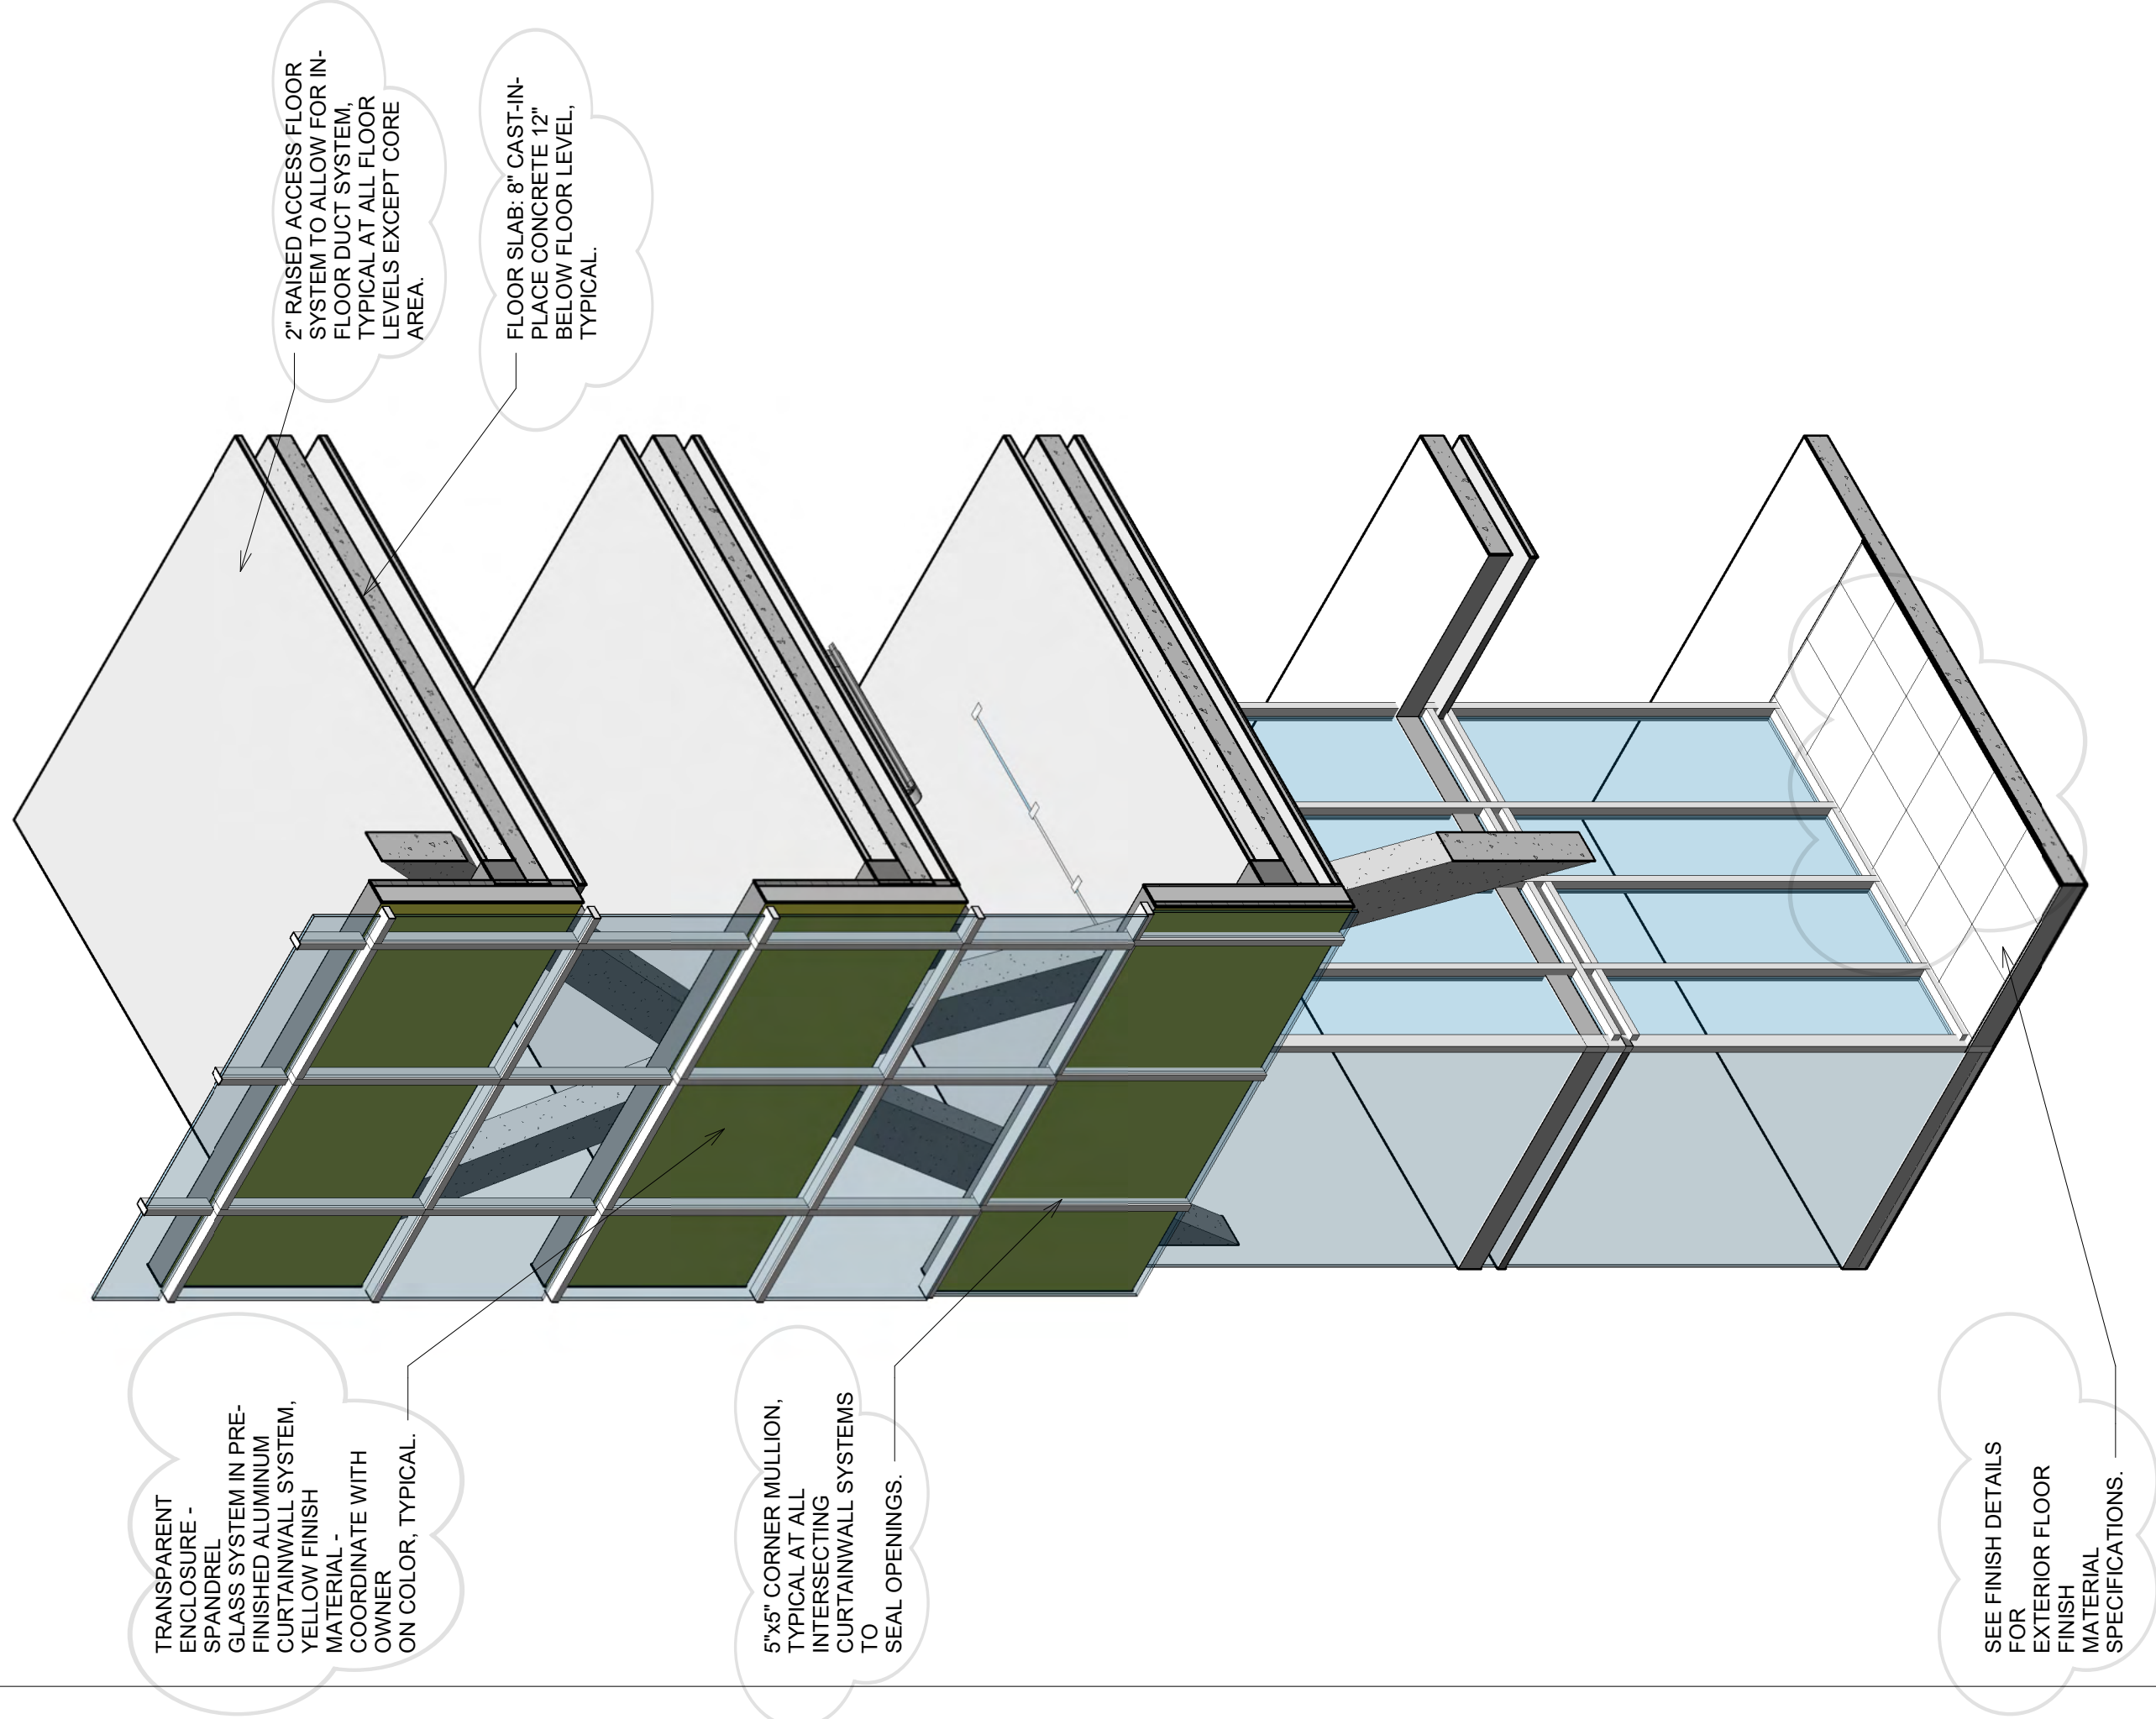 2" RAISED ACCESS FLOOR
SYSTEM TO ALLOW FOR IN-
FLOOR DUCT SYSTEM,
TYPICAL AT ALL FLOOR
LEVELS EXCEPT CORE
AREA.
FLOOR SLAB: 8" CAST-IN-
PLACE CONCRETE 12"
BELOW FLOOR LEVEL,
TYPICAL.
TRANSPARENT
ENCLOSURE -
SPANDREL
GLASS SYSTEM IN PRE-
FINISHED ALUMINUM
CURTAINWALL SYSTEM,
YELLOW FINISH
MATERIAL -
COORDINATE WITH
OWNER
ON COLOR, TYPICAL.
5"x5" CORNER MULLION,
TYPICAL AT ALL
INTERSECTING
CURTAINWALL SYSTEMS
TO
SEAL OPENINGS.
SEE FINISH DETAILS
FOR
EXTERIOR FLOOR
FINISH
MATERIAL
SPECIFICATIONS.